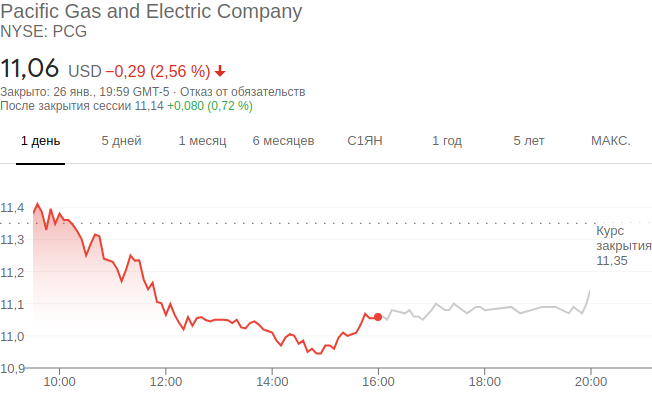 Pacific Gas and Electric Company
NYSE: PCG
11,06 USD −0,29 (2,56 %)
Закрыто: 26 янв., 19:59 GMT-5 · Отказ от обязательств
После закрытия сессии 11,14 +0,080 (0,72 %)
1 день 5 дней 1 месяц 6 месяцев С1ЯН 1 год 5 лет МАКС.
11,4
11,3
11,2
11,1
11,0
10,9
Курс
закрытия
11,35
10:00 12:00 14:00 16:00 18:00 20:00